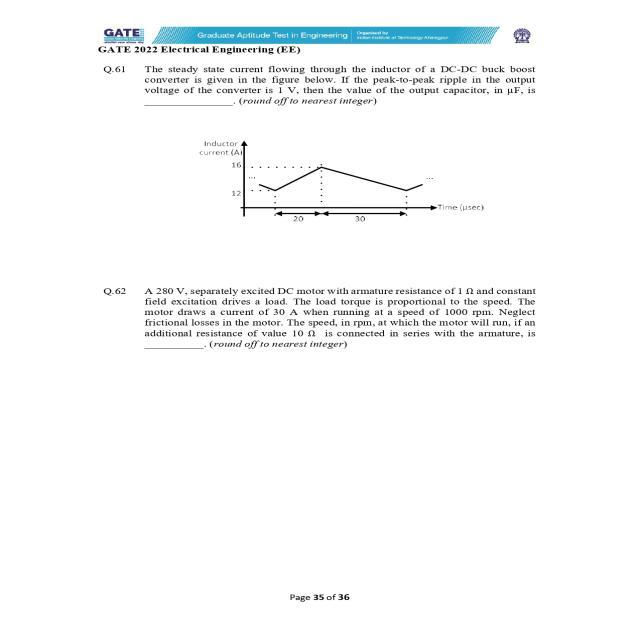 GATE
Graduate Aptitude Test in Engineering
Organised by
Indian Institute of Technology Kharagpur
GATE 2022 Electrical Engineering (EE)
Q.61 The steady state current flowing through the inductor of a DC-DC buck boost
converter is given in the figure below. If the peak-to-peak ripple in the output
voltage of the converter is 1 V, then the value of the output capacitor, in μF, is
_________________. (round off to nearest integer)
Inductor
current (A)
16
...
...
12
Time (μsec)
20
30
Q.62 A 280 V, separately excited DC motor with armature resistance of 1 Ω and constant
field excitation drives a load. The load torque is proportional to the speed. The
motor draws a current of 30 A when running at a speed of 1000 rpm. Neglect
frictional losses in the motor. The speed, in rpm, at which the motor will run, if an
additional resistance of value 10 Ω is connected in series with the armature, is
___________. (round off to nearest integer)
Page 35 of 36